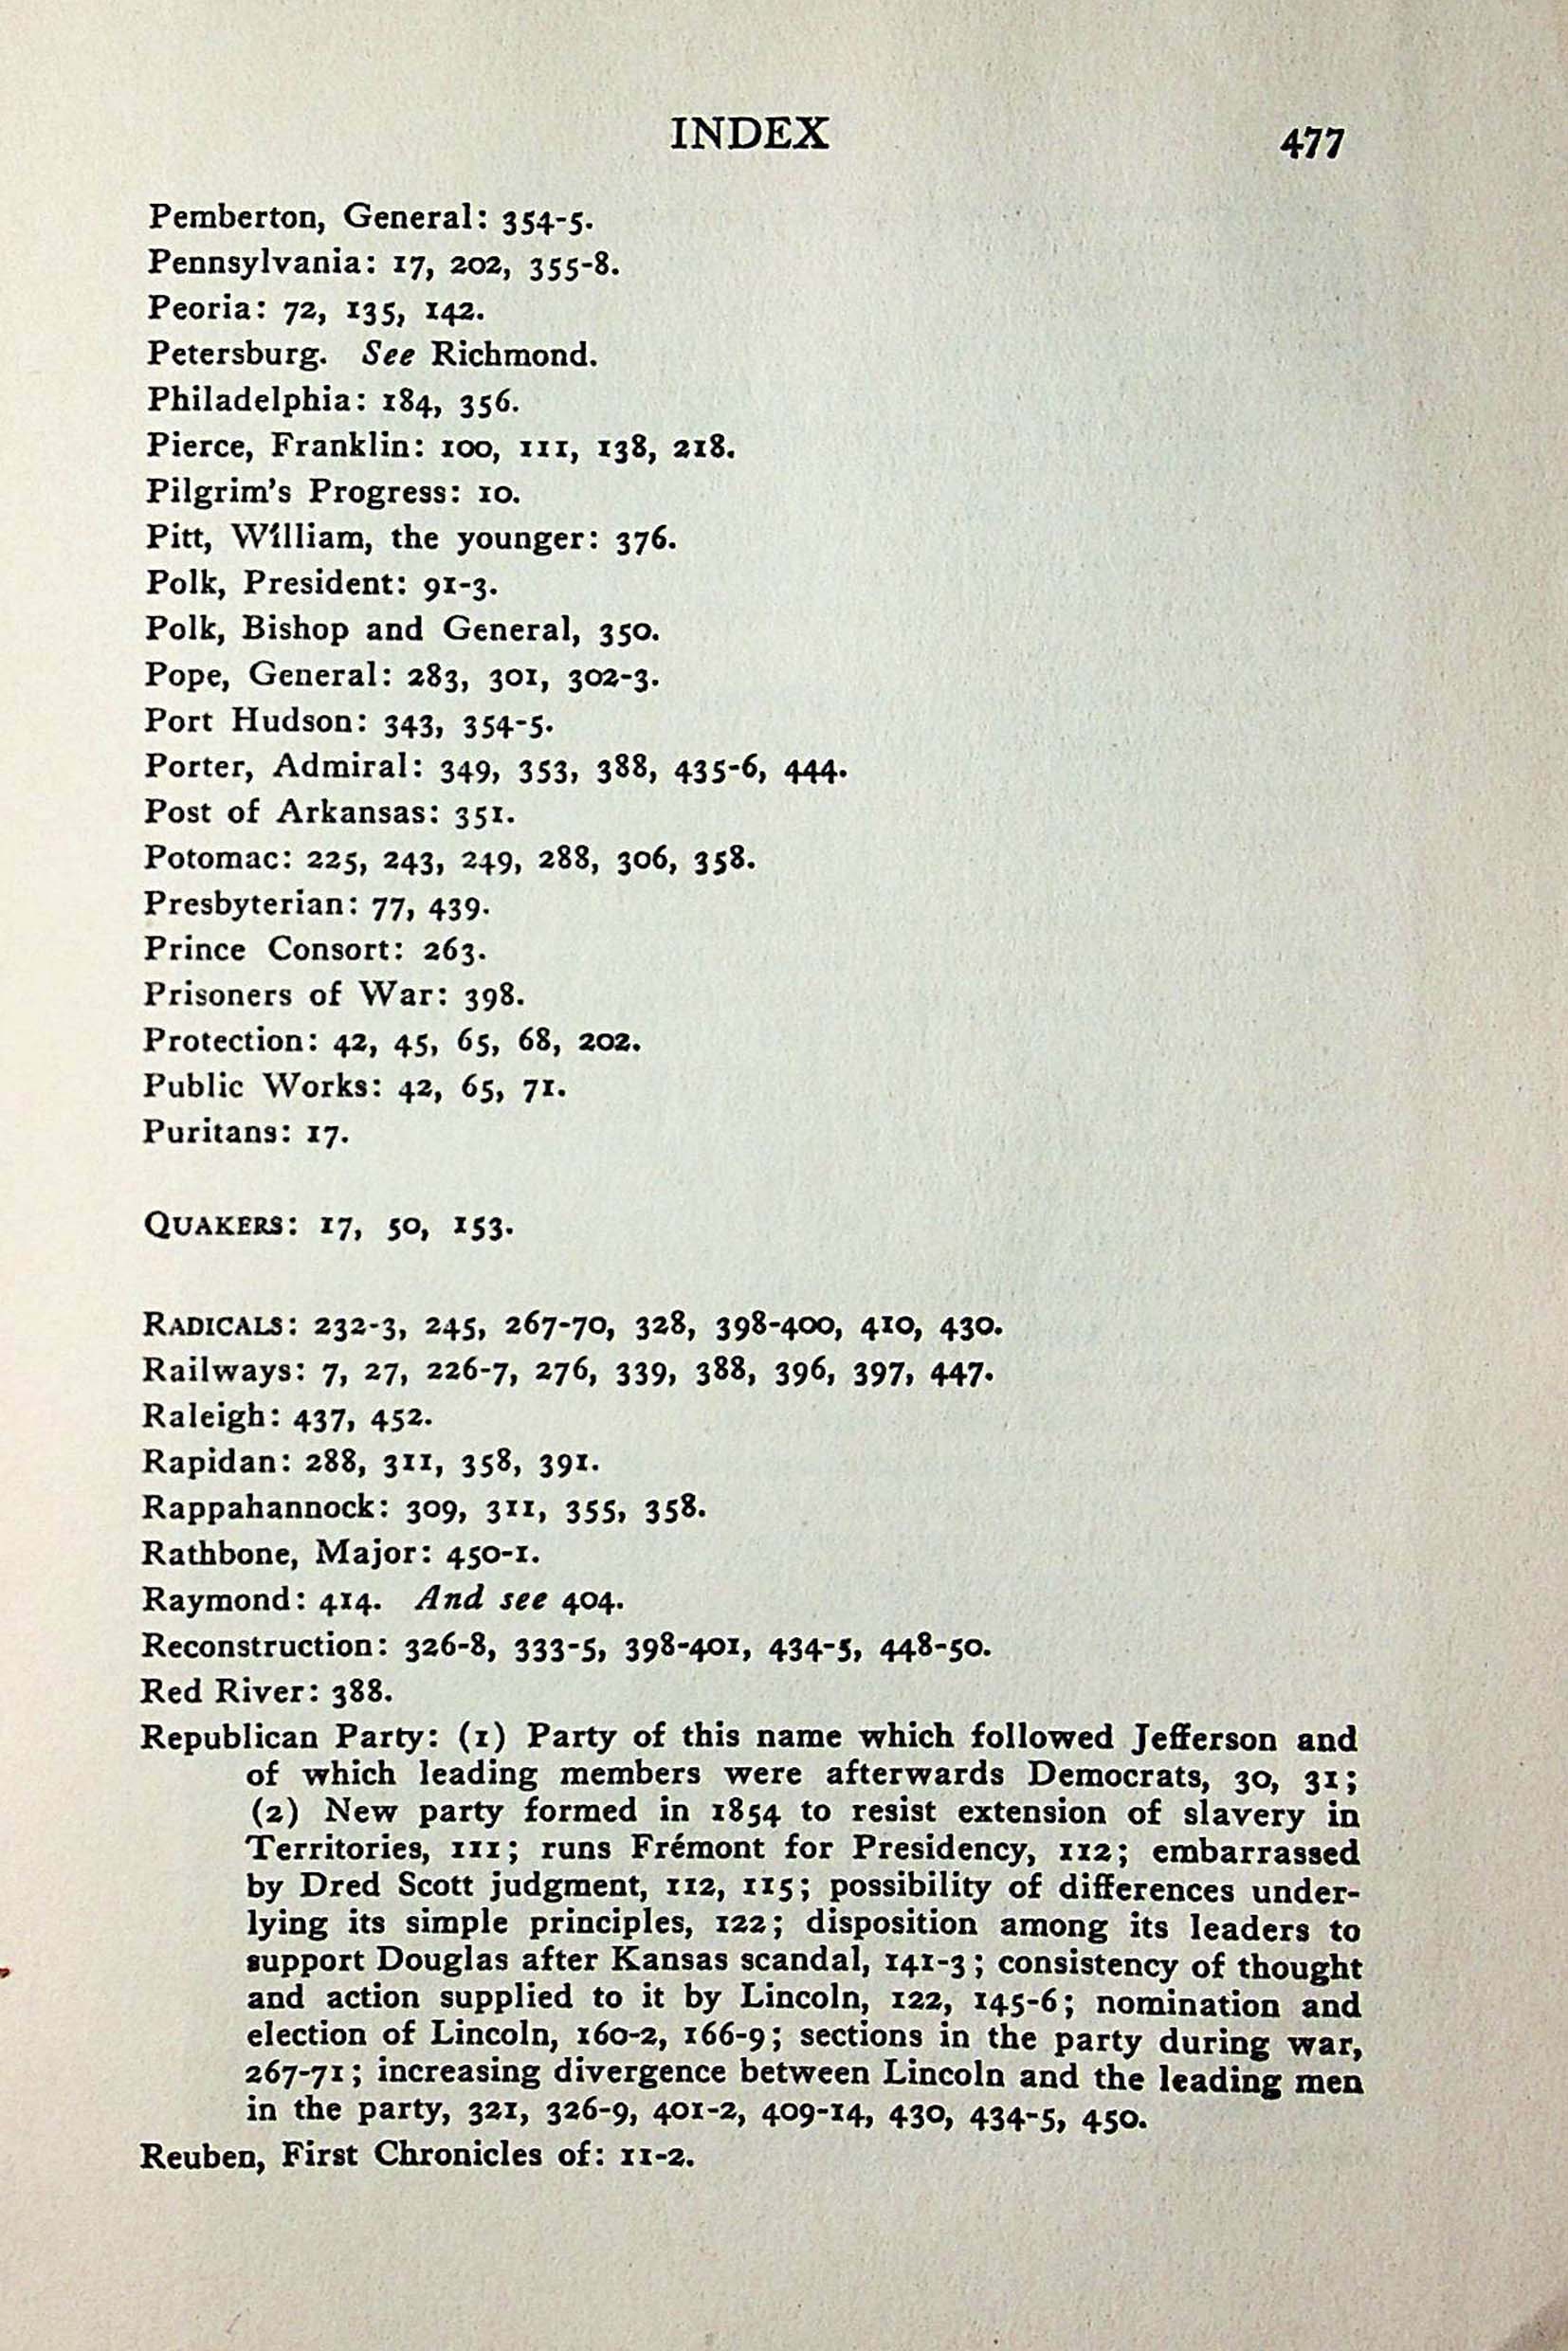 INDEX 477
Pemberton, General: 354-5.
Pennsylvania: 17, 202, 355-8.
Peoria: 72, 135, 142.
Petersburg. See Richmond.
Philadelphia: 184, 356.
Pierce, Franklin: 100, 111, 138, 218.
Pilgrim's Progress: 10.
Pitt, William, the younger: 376.
Polk, President: 91-3.
Polk, Bishop and General, 350.
Pope, General: 283, 301, 302-3.
Port Hudson: 343, 354-5.
Porter, Admiral: 349, 353, 388, 435-6, 444.
Post of Arkansas: 351.
Potomac: 225, 243, 249, 288, 306, 358.
Presbyterian: 77, 439.
Prince Consort: 263.
Prisoners of War: 398.
Protection: 42, 45, 65, 68, 202.
Public Works: 42, 65, 71.
Puritans: 17.
QUAKERS: 17, 50, 153.
RADICALS: 232-3, 245, 267-70, 328, 398-400, 410, 430.
Railways: 7, 27, 226-7, 276, 339, 388, 396, 397, 447.
Raleigh: 437, 452.
Rapidan: 288, 311, 358, 391.
Rappahannock: 309, 311, 355, 358.
Rathbone, Major: 450-1.
Raymond: 414. And see 404.
Reconstruction: 326-8, 333-5, 398-401, 434-5, 448-50.
Red River: 388.
Republican Party: (1) Party of this name which followed Jefferson and
of which leading members were afterwards Democrats, 30, 31;
(2) New party formed in 1854 to resist extension of slavery in
Territories, 111; runs Frémont for Presidency, 112; embarrassed
by Dred Scott judgment, 112, 115; possibility of differences under-
lying its simple principles, 122; disposition among its leaders to
support Douglas after Kansas scandal, 141-3; consistency of thought
and action supplied to it by Lincoln, 122, 145-6; nomination and
election of Lincoln, 160-2, 166-9; sections in the party during war,
267-71; increasing divergence between Lincoln and the leading men
in the party, 321, 326-9, 401-2, 409-14, 430, 434-5, 450.
Reuben, First Chronicles of: 11-2.